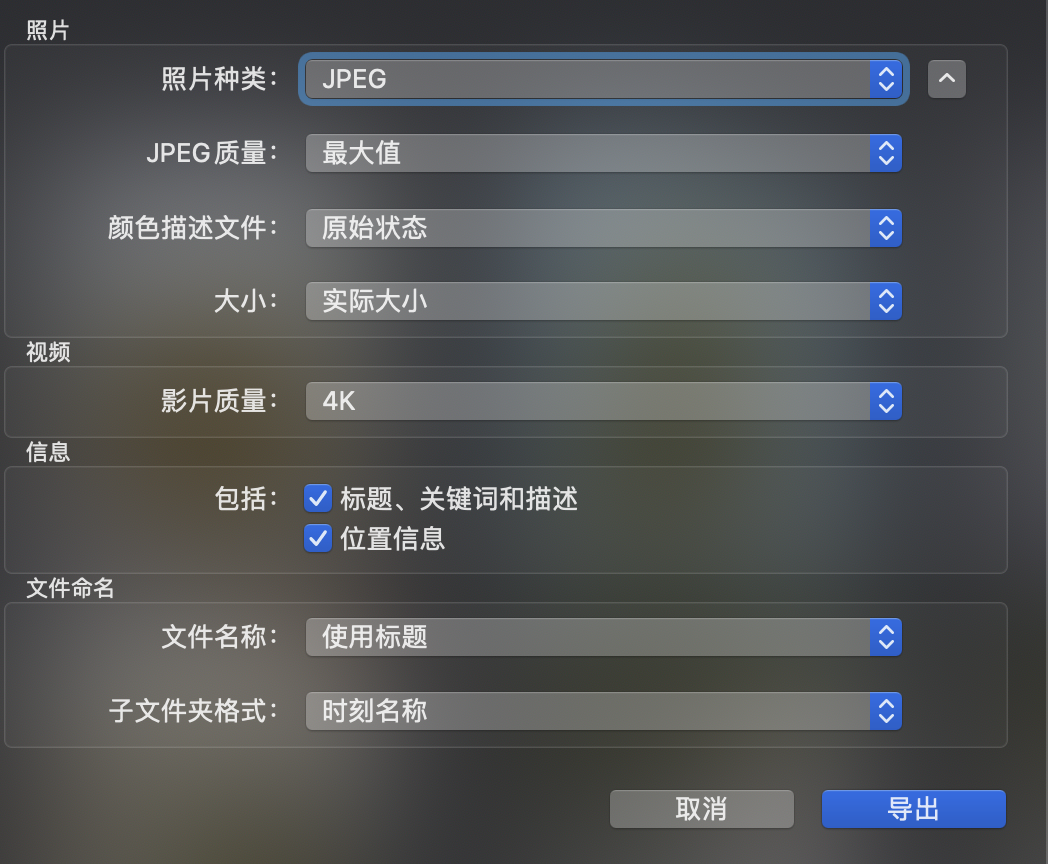 照片
照片种类： JPEG
JPEG 质量： 最大值
颜色描述文件： 原始状态
大小： 实际大小
视频
影片质量： 4K
信息
包括： 标题、关键词和描述
位置信息
文件命名
文件名称： 使用标题
子文件夹格式： 时刻名称
取消 导出